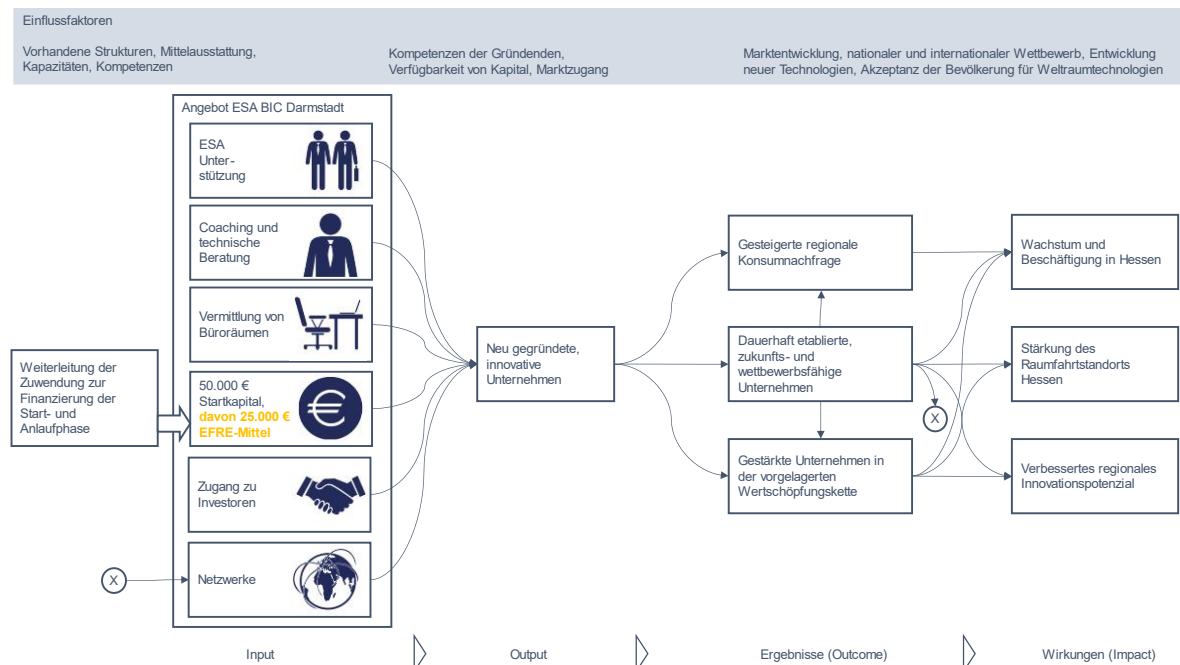 Einflussfaktoren
Vorhandene Strukturen, Mittelausstattung,
Kapazitäten, Kompetenzen
Kompetenzen der Gründenden,
Verfügbarkeit von Kapital, Marktzugang
Marktentwicklung, nationaler und internationaler Wettbewerb, Entwicklung
neuer Technologien, Akzeptanz der Bevölkerung für Weltraumtechnologien
Weiterleitung der
Zuwendung zur
Finanzierung der
Start- und
Anlaufphase
X
Angebot ESA BIC Darmstadt
ESA
Unter-
stützung
Coaching und
technische
Beratung
Vermittlung von
Büroräumen
50.000 €
Startkapital,
davon 25.000 €
EFRE-Mittel
Zugang zu
Investoren
Netzwerke
Neu gegründete,
innovative
Unternehmen
Gesteigerte regionale
Konsumnachfrage
Dauerhaft etablierte,
zukunfts- und
wettbewerbsfähige
Unternehmen
X
Gestärkte Unternehmen in
der vorgelagerten
Wertschöpfungskette
Wachstum und
Beschäftigung in Hessen
Stärkung des
Raumfahrtstandorts
Hessen
Verbessertes regionales
Innovationspotenzial
Input
Output
Ergebnisse (Outcome)
Wirkungen (Impact)